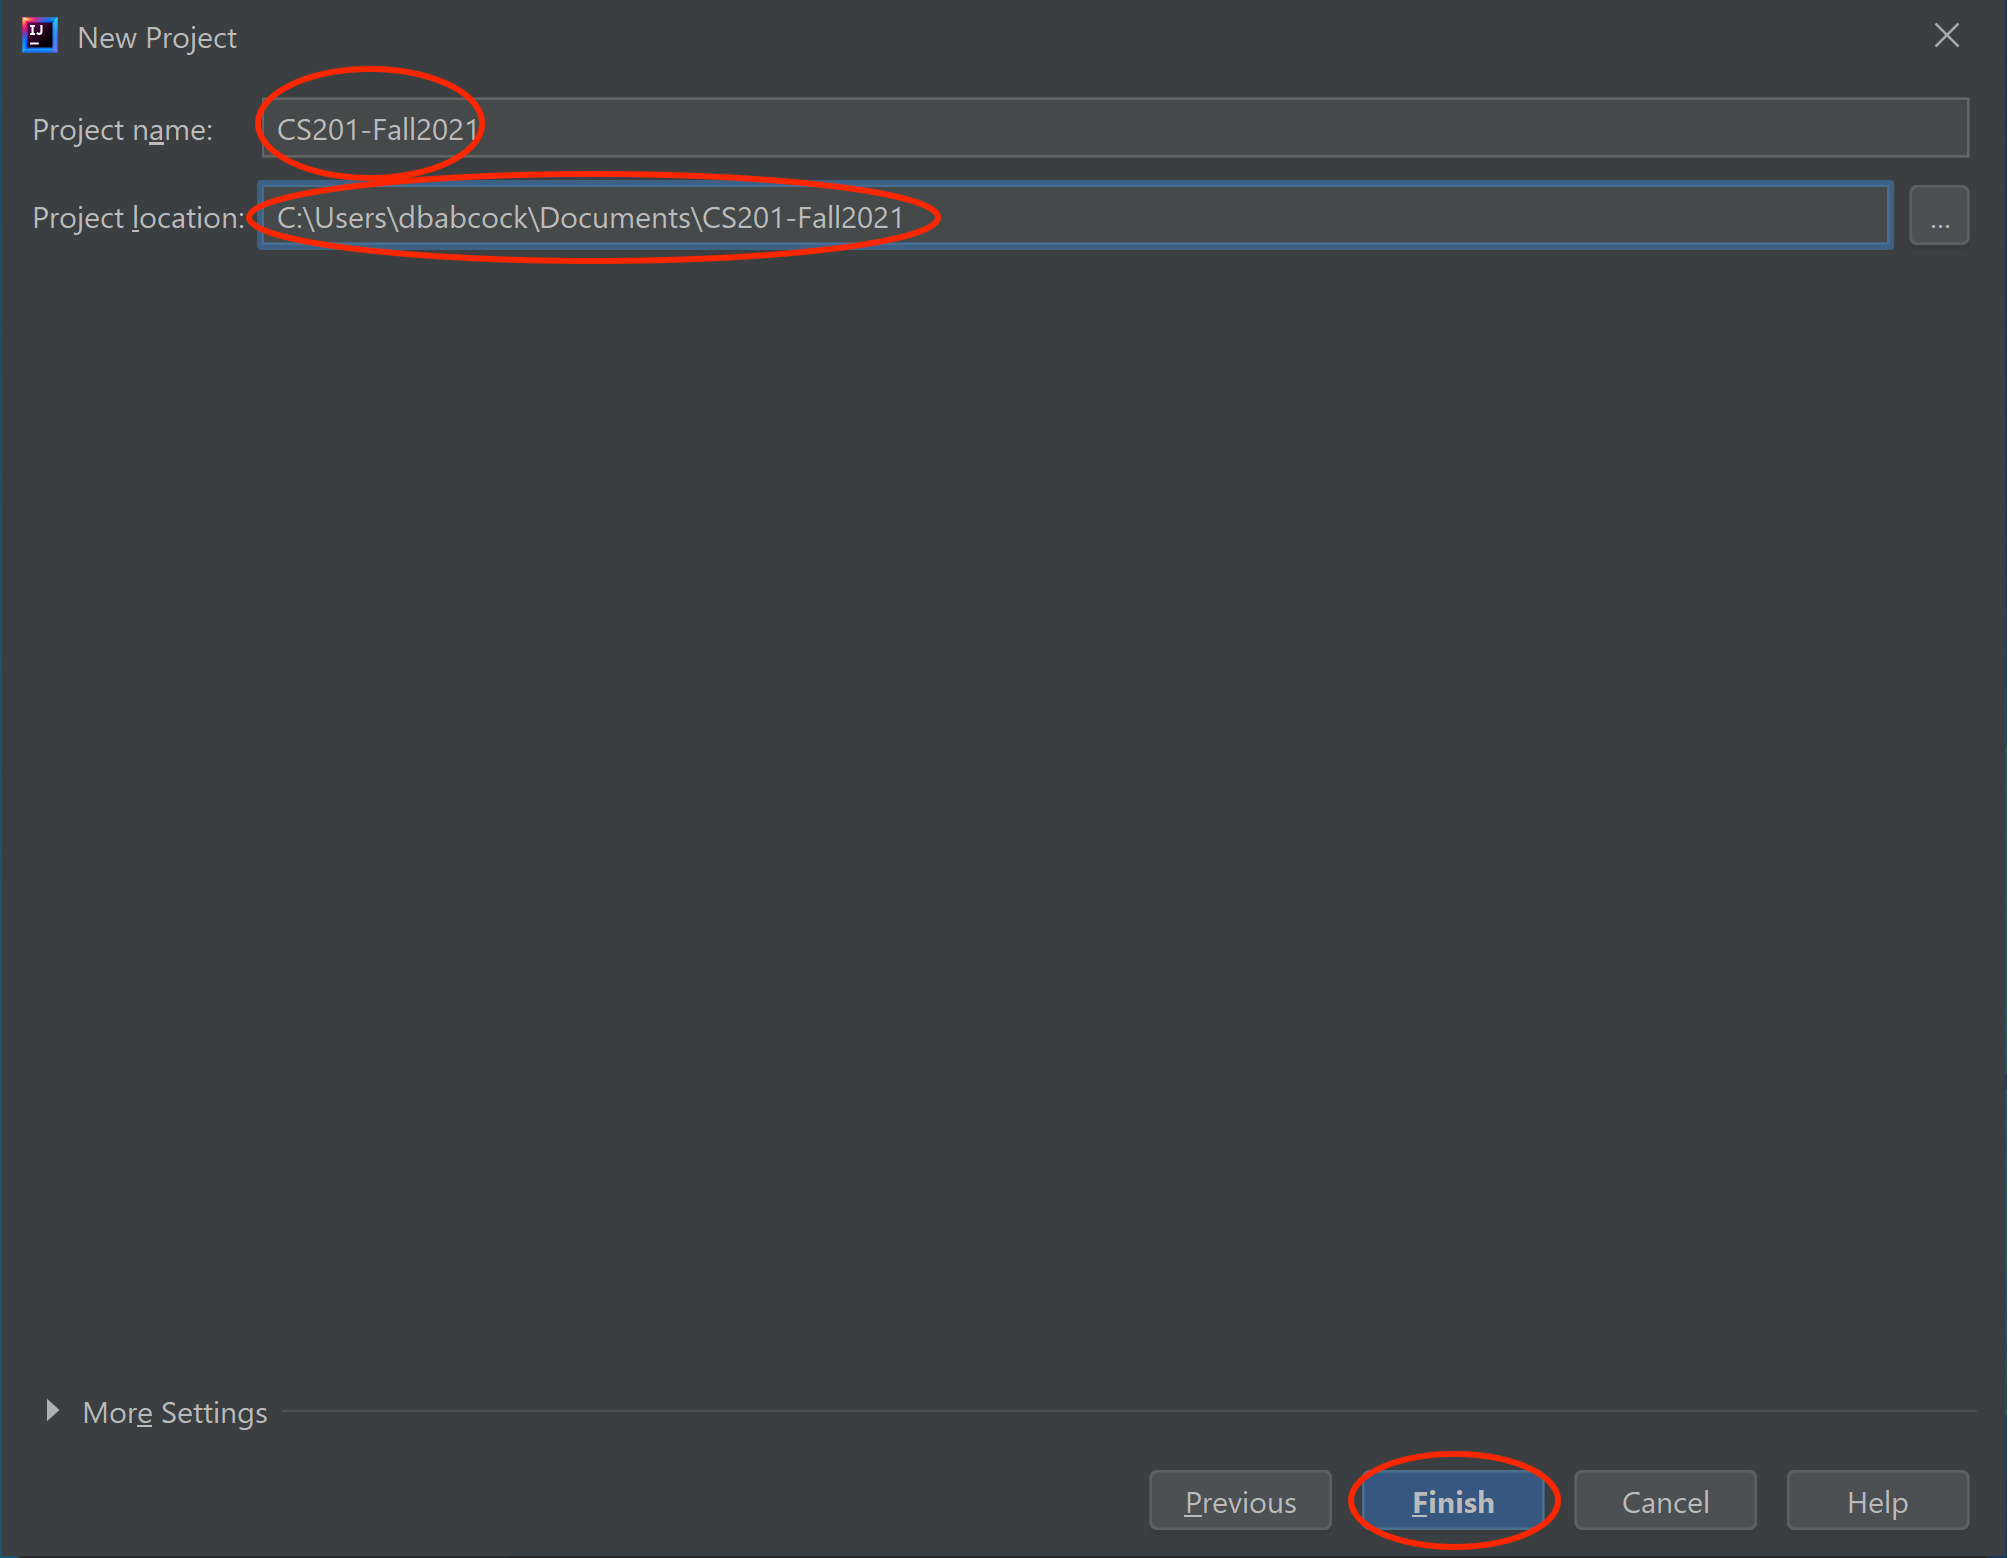 IJ
New Project
Project name: CS201-Fall2021
Project location: C:\Users\dbabcock\Documents\CS201-Fall2021 ...
More Settings
Previous Finish Cancel Help